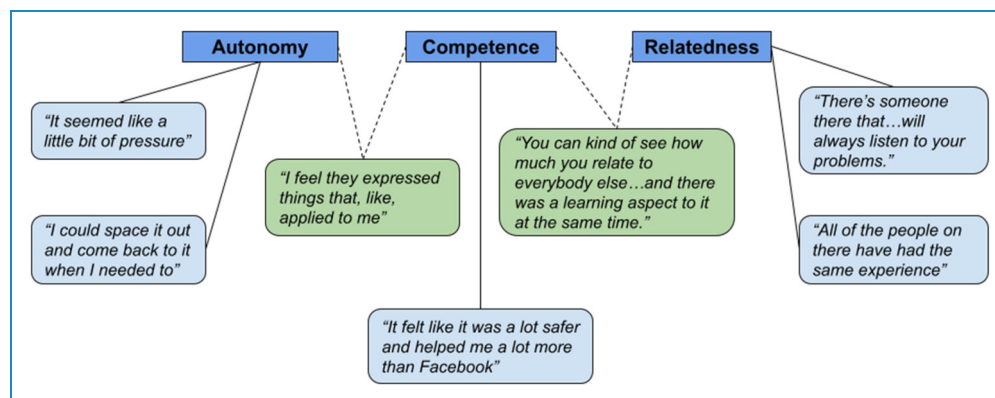 Autonomy
Competence
Relatedness
“It seemed like a
little bit of pressure”
“I could space it out
and come back to it
when I needed to”
“I feel they expressed
things that, like,
applied to me”
“It felt like it was a lot safer
and helped me a lot more
than Facebook”
“You can kind of see how
much you relate to
everybody else…and there
was a learning aspect to it
at the same time.”
“There’s someone
there that…will
always listen to your
problems.”
“All of the people on
there have had the
same experience”